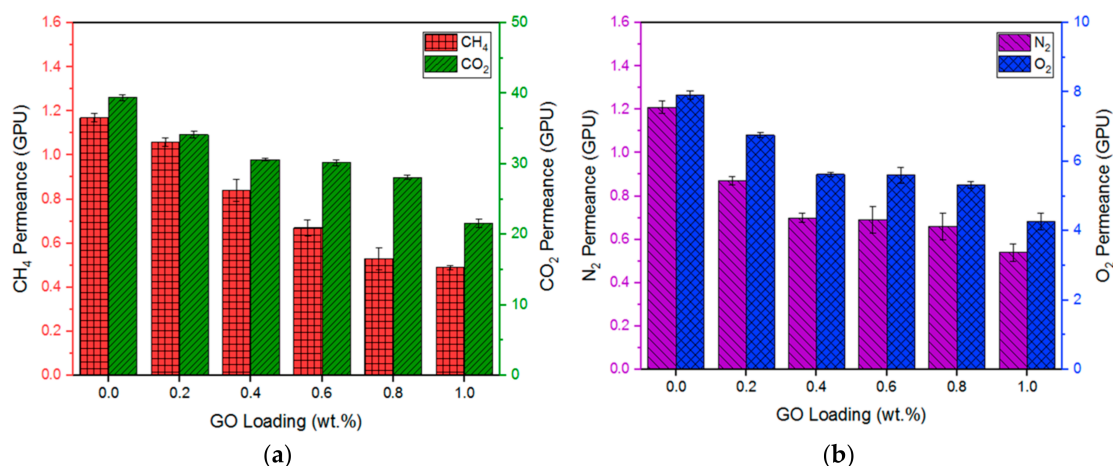 CH₄
CO₂
CH₄ Permeance (GPU)
1.6
1.4
1.2
1.0
0.8
0.6
0.4
0.2
0.0
50
40
30
20
10
0
CO₂ Permeance (GPU)
0.0 0.2 0.4 0.6 0.8 1.0
GO Loading (wt.%)
(a)
N₂
O₂
N₂ Permeance (GPU)
1.6
1.4
1.2
1.0
0.8
0.6
0.4
0.2
0.0
10
8
6
4
2
0
O₂ Permeance (GPU)
0.0 0.2 0.4 0.6 0.8 1.0
GO Loading (wt.%)
(b)